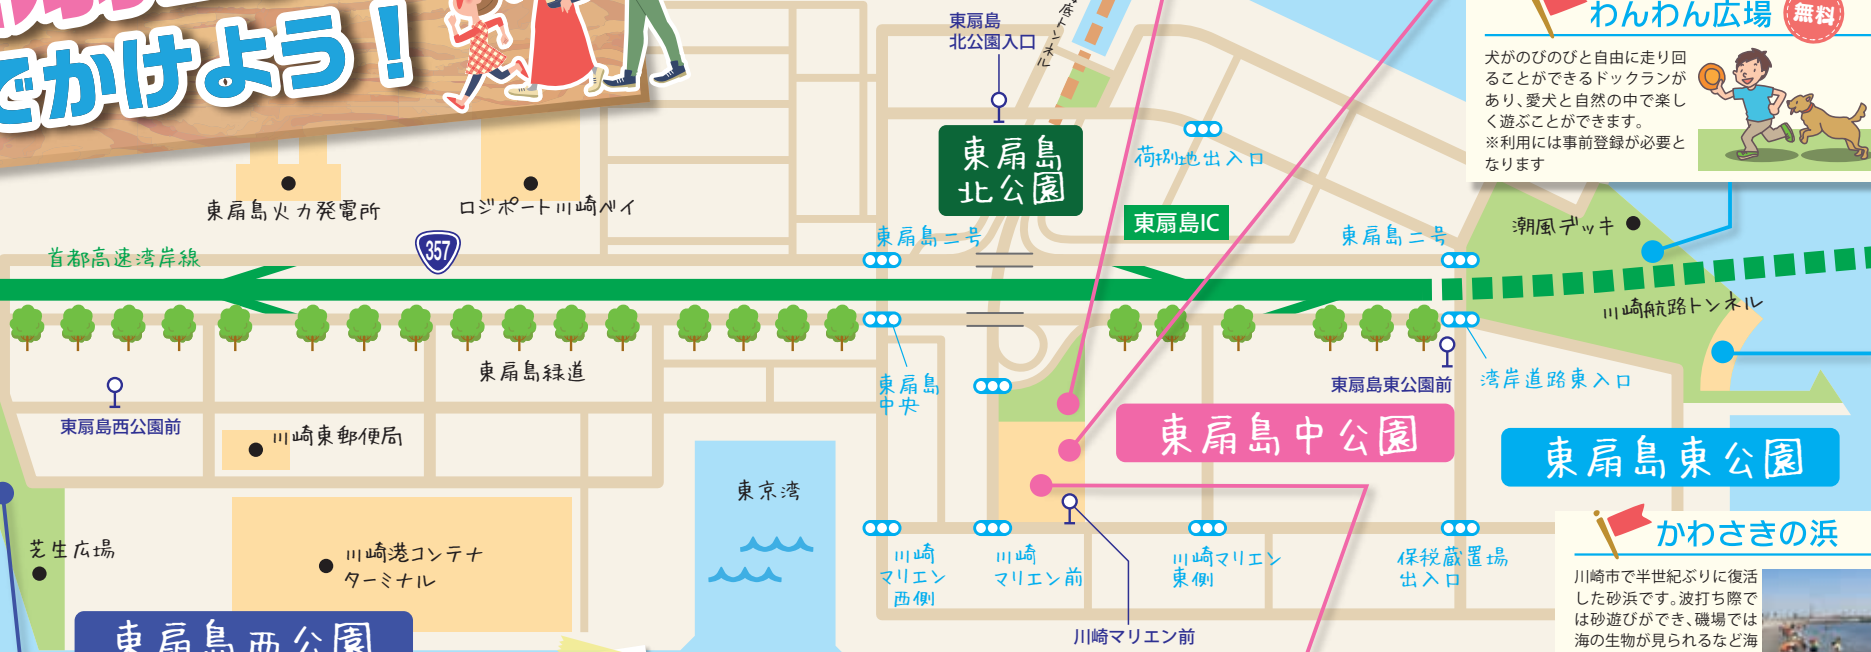 でかけよう！
東扇島
北公園入口
底トンネル
わんわん広場
無料
犬がのびのびと自由に走り回
ることができるドックランが
あり、愛犬と自然の中で楽し
く遊ぶことができます。
※利用には事前登録が必要と
なります
東扇島
北公園
荷捌地出入口
東扇島火力発電所
ロジポート川崎ベイ
東扇島IC
潮風デッキ
首都高速湾岸線
357
東扇島二号
東扇島二号
川崎航路トンネル
東扇島緑道
東扇島
中央
東扇島東公園前
湾岸道路東入口
東扇島西公園前
川崎東郵便局
東扇島中公園
東扇島東公園
東京湾
芝生広場
川崎港コンテナ
ターミナル
川崎
マリエン
西側
川崎
マリエン前
川崎マリエン
東側
保税蔵置場
出入口
かわさきの浜
川崎市で半世紀ぶりに復活
した砂浜です。波打ち際で
は砂遊びができ、磯場では
海の生物が見られるなど海
東扇島西公園
川崎マリエン前